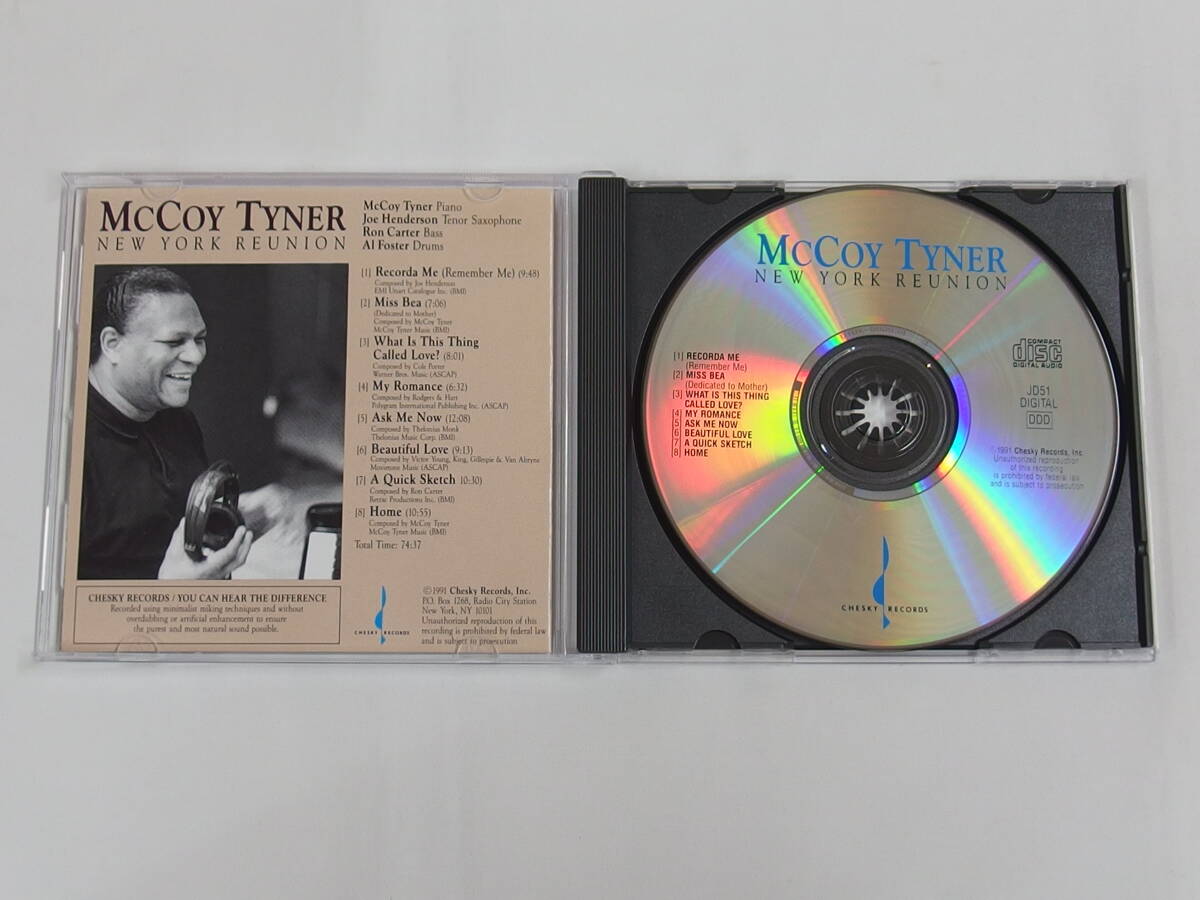 McCoy Tyner
NEW YORK REUNION
McCoy Tyner Piano
Joe Henderson Tenor Saxophone
Ron Carter Bass
Al Foster Drums
[1] Recorda Me (Remember Me) (9:48)
Composed by Joe Henderson
EMI Unart Catalogue Inc. (BMI)
[2] Miss Bea (7:06)
(Dedicated to Mother)
Composed by McCoy Tyner
McCoy Tyner Music (BMI)
[3] What Is This Thing
Called Love? (8:01)
Composed by Cole Porter
Warner Bros. Music (ASCAP)
[4] My Romance (6:32)
Composed by Rodgers & Hart
Polygram International Publishing Inc. (ASCAP)
[5] Ask Me Now (12:08)
Composed by Thelonius Monk
Thelonius Music Corp. (BMI)
[6] Beautiful Love (9:13)
Composed by Victor Young, King, Gillespie & Van Alstyne
Movietone Music (ASCAP)
[7] A Quick Sketch (10:30)
Composed by Ron Carter
Retrac Productions Inc. (BMI)
[8] Home (10:55)
Composed by McCoy Tyner
McCoy Tyner Music (BMI)
Total Time: 74:37
CHESKY RECORDS / YOU CAN HEAR THE DIFFERENCE
Recorded using minimalist miking techniques and without
overdubbing or artificial enhancement to ensure
the purest and most natural sound possible.
CHESKY RECORDS
©1991 Chesky Records, Inc.
P.O. Box 1268, Radio City Station
New York, NY 10101
Unauthorized reproduction of this
recording is prohibited by federal law
and is subject to prosecution
McCoy Tyner
NEW YORK REUNION
[1] RECORDA ME
(Remember Me)
[2] MISS BEA
(Dedicated to Mother)
[3] WHAT IS THIS THING
CALLED LOVE?
[4] MY ROMANCE
[5] ASK ME NOW
[6] BEAUTIFUL LOVE
[7] A QUICK SKETCH
[8] HOME
COMPACT
disc
DIGITAL AUDIO
JD51
DIGITAL
DDD
©1991 Chesky Records, Inc.
Unauthorized reproduction
of this recording
is prohibited by federal law
and is subject to prosecution
CHESKY RECORDS